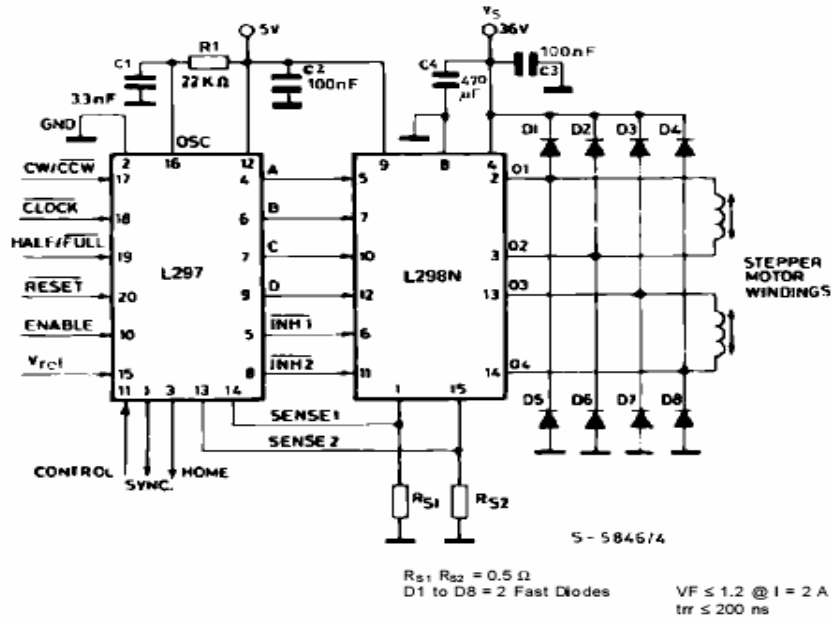 5V
Vs
36V
C1
R1
22KΩ
3.3nF
C2
100nF
C4
470
µF
100nF
C3
GND
OSC
D1 D2 D3 D4
2 16 12
9 8 4
CW/CCW 17
4 A 5
2 O1
CLOCK 18
6 B 7
HALF/FULL 19
7 C 10
3 O2
L297
L298N
STEPPER
MOTOR
WINDINGS
RESET 20
9 D 12
13 O3
ENABLE 10
5 INH1 6
Vref 15
8 INH2 11
14 O4
11 1 3 13 14
1 15
D5 D6 D7 D8
SENSE1
SENSE2
CONTROL
SYNC.
HOME
RS1
RS2
S-5846/4
RS1 RS2 = 0.5 Ω
D1 to D8 = 2 Fast Diodes
VF ≤ 1.2 @ I = 2 A
trr ≤ 200 ns